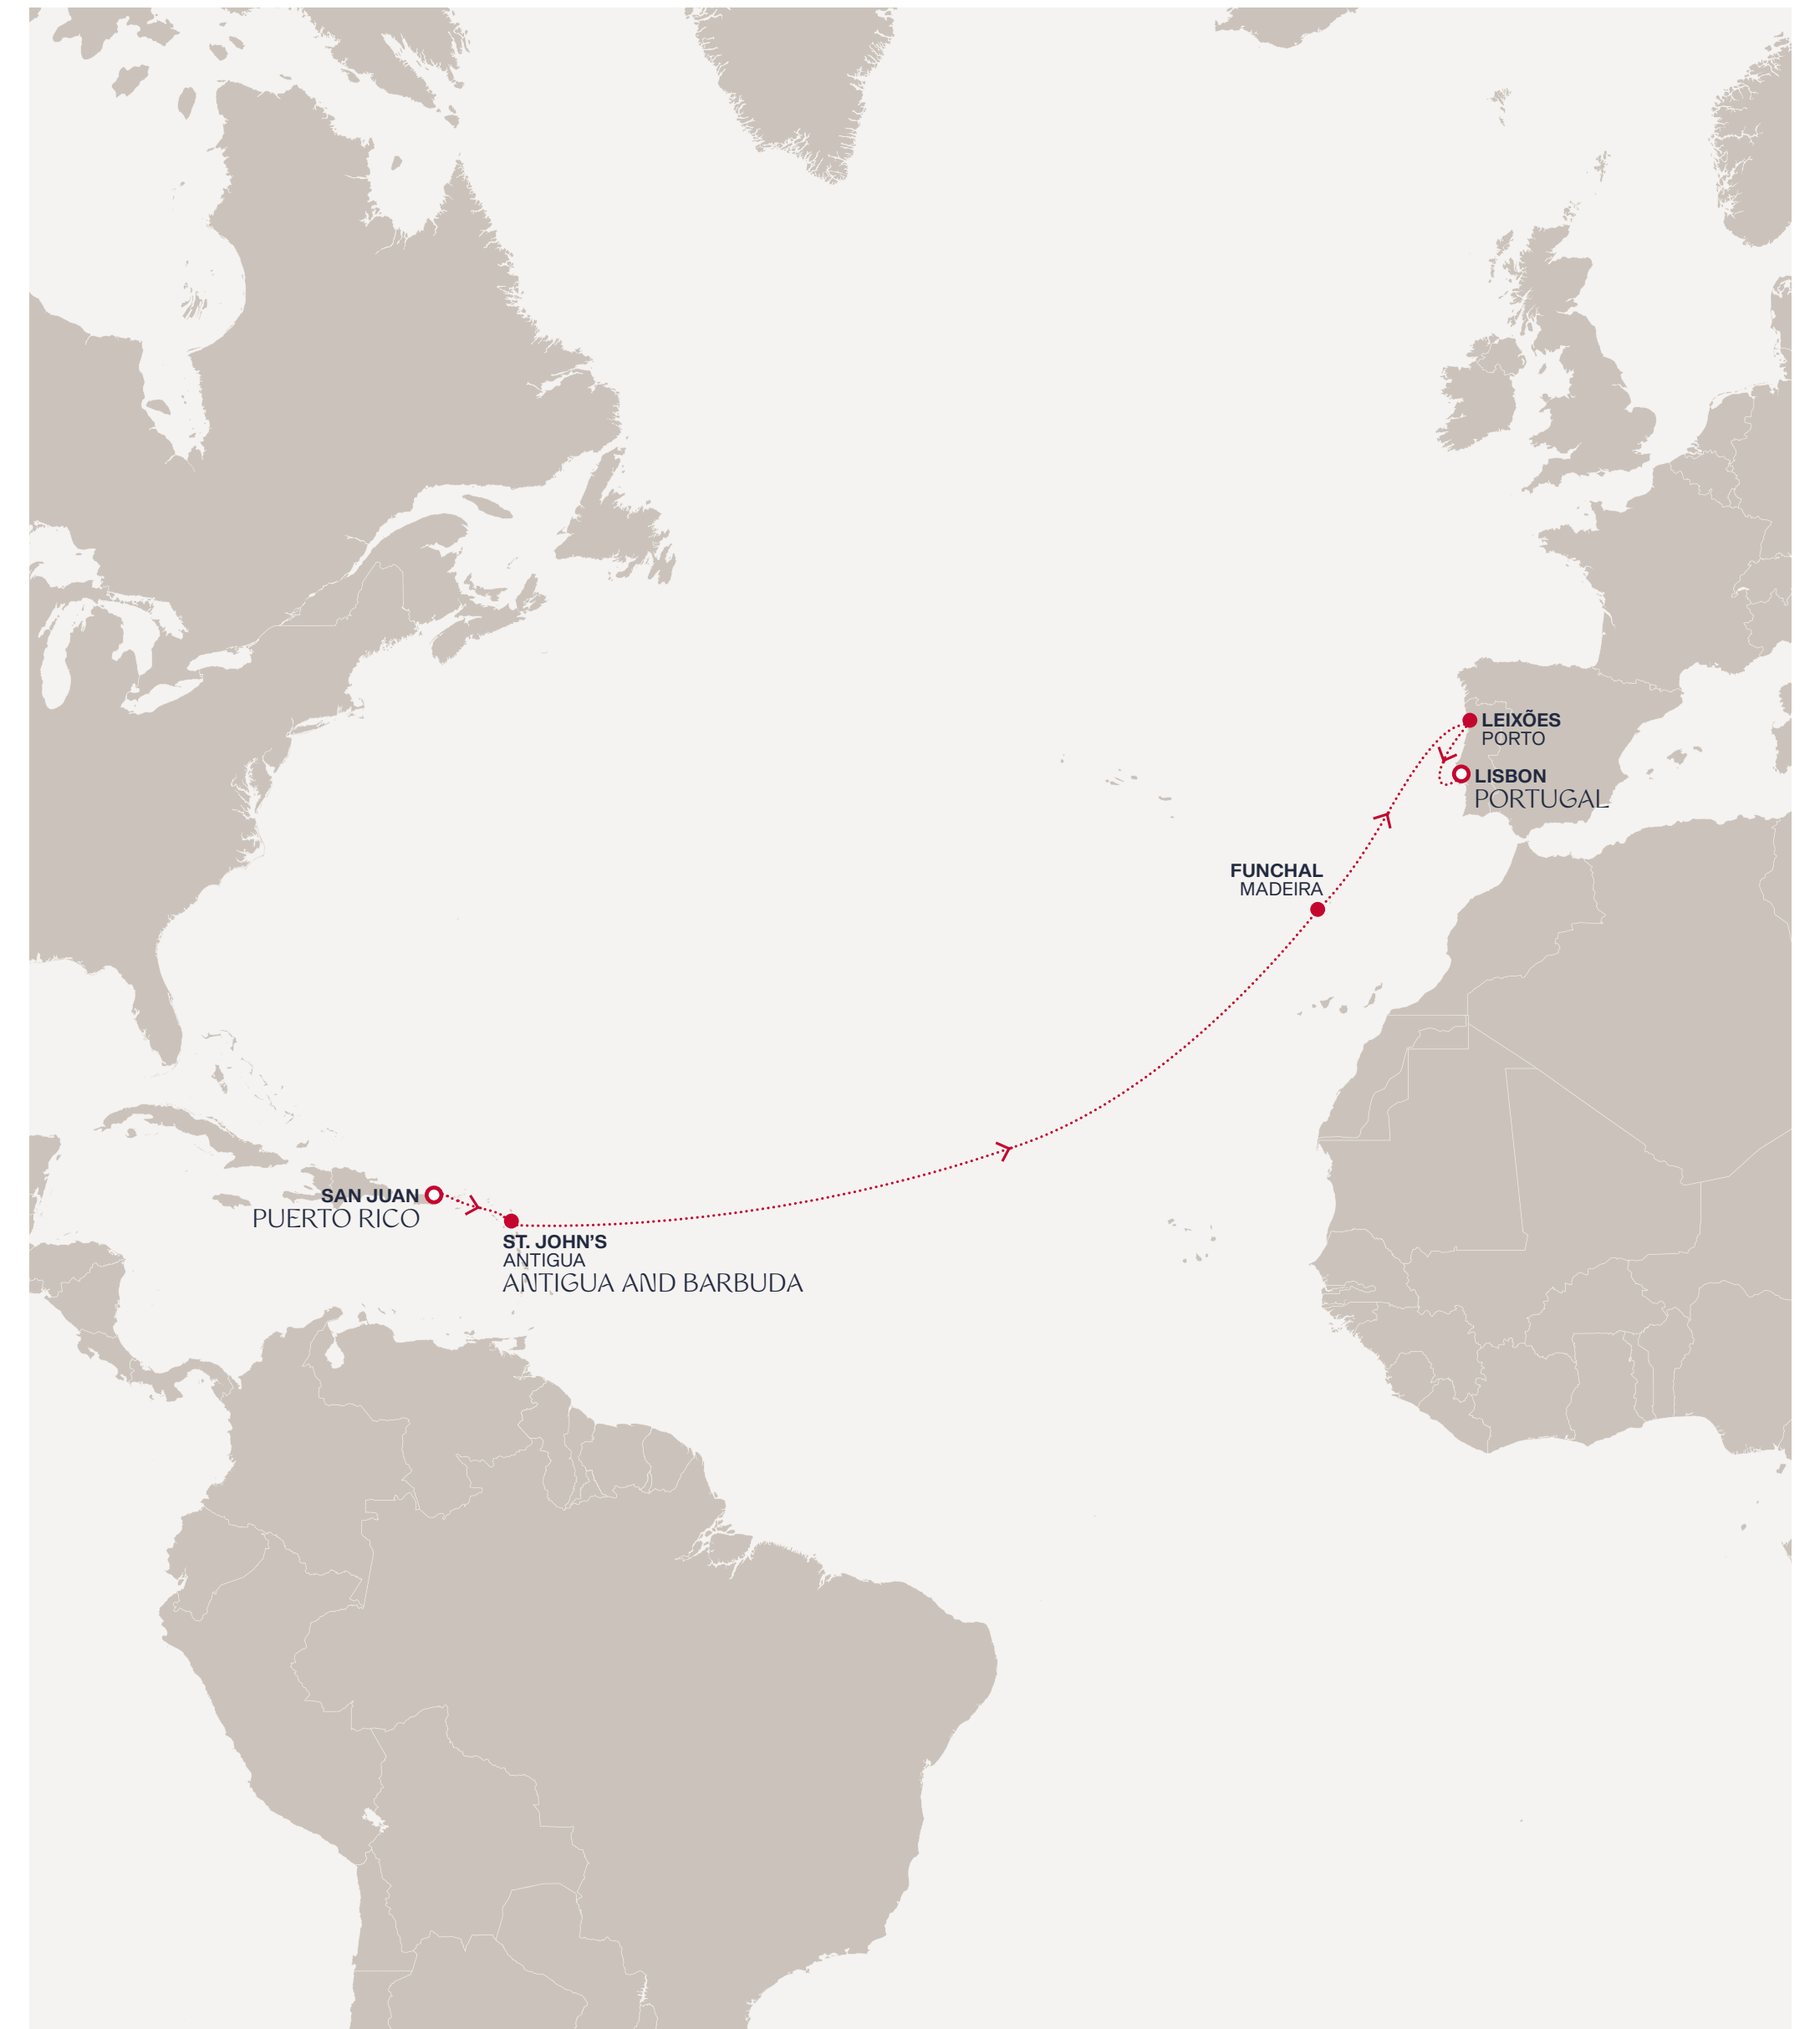 LEIXÕES
PORTO
LISBON
PORTUGAL
FUNCHAL
MADEIRA
SAN JUAN
PUERTO RICO
ST. JOHN’S
ANTIGUA
ANTIGUA AND BARBUDA